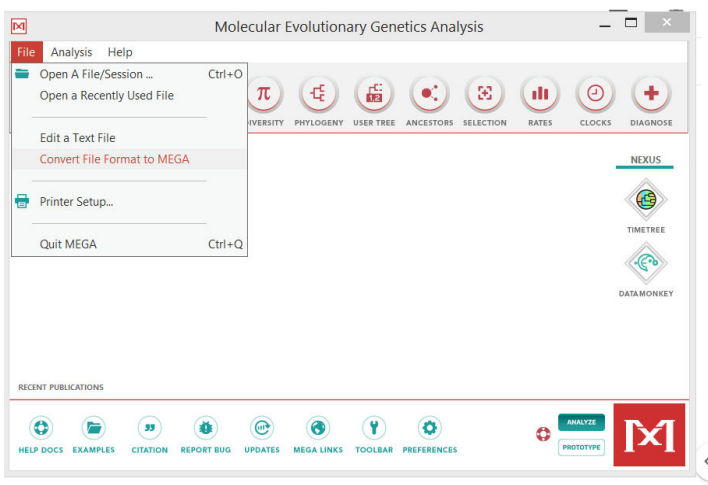 Molecular Evolutionary Genetics Analysis
File Analysis Help
Open A File/Session ... Ctrl+O
Open a Recently Used File
Edit a Text File
Convert File Format to MEGA
Printer Setup...
Quit MEGA Ctrl+Q
π
IVERSITY PHYLOGENY USER TREE ANCESTORS SELECTION RATES CLOCKS DIAGNOSE
NEXUS
TIMETREE
DATAMONKEY
RECENT PUBLICATIONS
HELP DOCS EXAMPLES CITATION REPORT BUG UPDATES MEGA LINKS TOOLBAR PREFERENCES
ANALYZE
PROTOTYPE
M